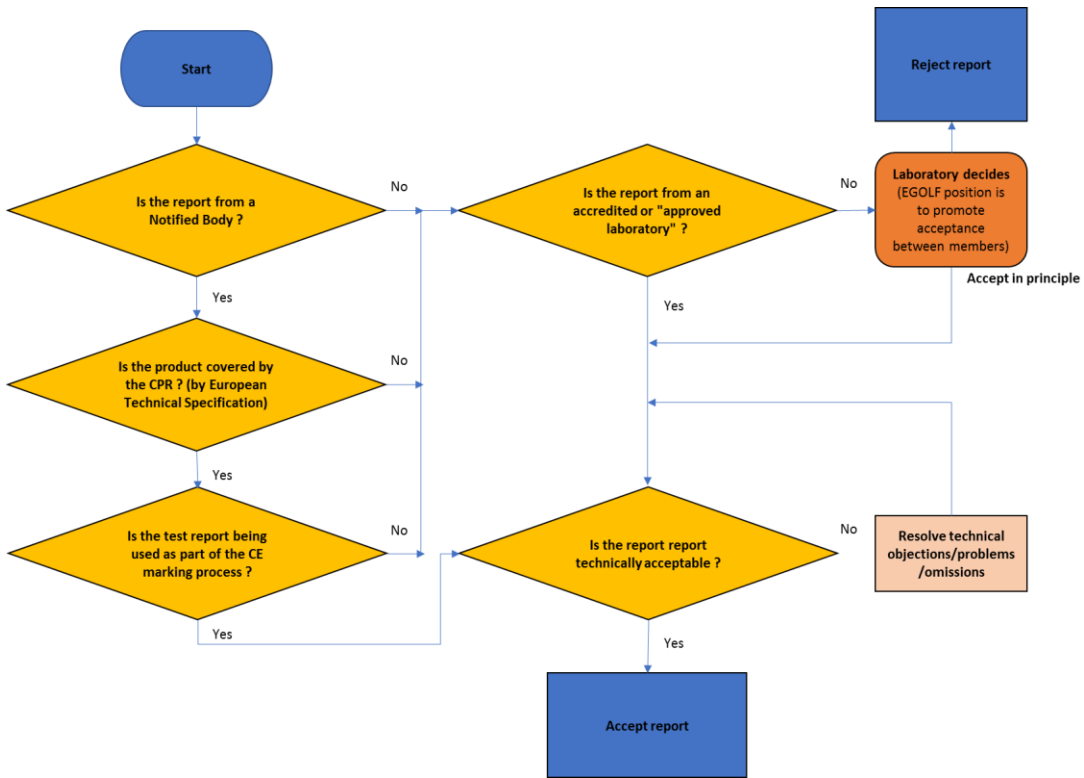 Start
Reject report
Is the report from a
Notified Body ?
No
Is the report from an
accredited or "approved
laboratory" ?
No
Laboratory decides
(EGOLF position is
to promote
acceptance
between members)
Accept in principle
Yes
Yes
Is the product covered by
the CPR ? (by European
Technical Specification)
No
Yes
Is the test report being
used as part of the CE
marking process ?
No
Is the report report
technically acceptable ?
No
Resolve technical
objections/problems
/omissions
Yes
Yes
Accept report